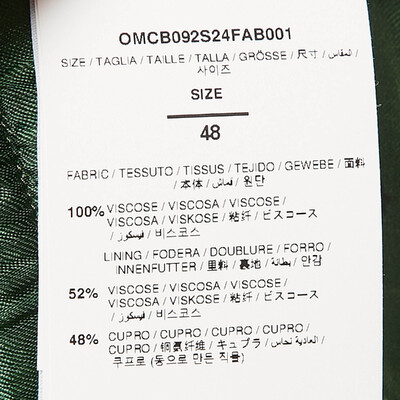 OMCB092S24FAB001
SIZE / TAGLIA / TAILLE / TALLA / GRÖSSE / 尺寸 / المقاس /
사이즈
SIZE
48
FABRIC / TESSUTO / TISSUS / TEJIDO / GEWEBE / 面料
/ 本体 / قماش / 원단
100% VISCOSE / VISCOSA / VISCOSE /
VISCOSA / VISKOSE / 粘纤 / ビスコース
/ فيسكوز / 비스코스
LINING / FODERA / DOUBLURE / FORRO /
INNENFUTTER / 里料 / 裏地 / بطانة / 안감
52% VISCOSE / VISCOSA / VISCOSE /
VISCOSA / VISKOSE / 粘纤 / ビスコース
/ فيسكوز / 비스코스
48% CUPRO / CUPRO / CUPRO / CUPRO /
CUPRO / 铜氨纤维 / キュプラ / العادية نحاس /
쿠프로 (동으로 만든 직물)